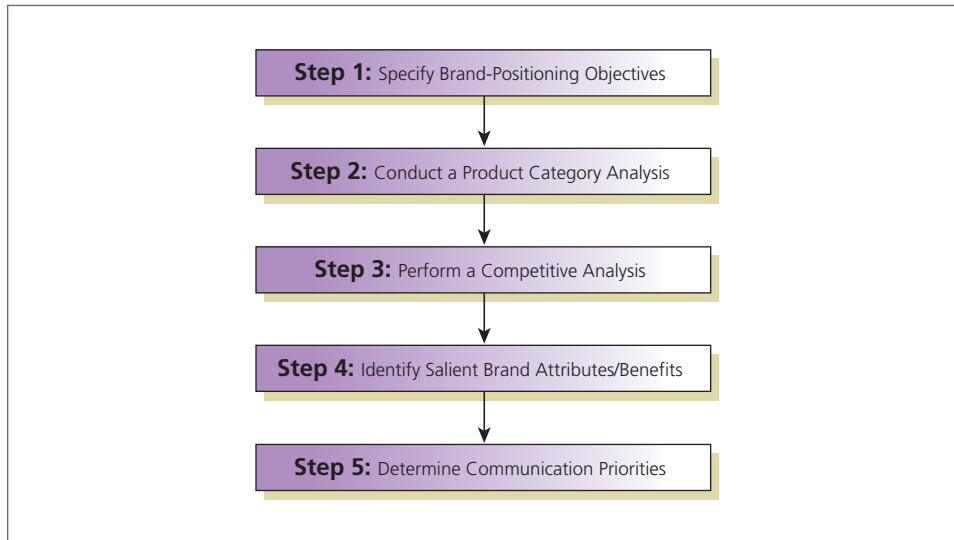 Step 1: Specify Brand-Positioning Objectives
Step 2: Conduct a Product Category Analysis
Step 3: Perform a Competitive Analysis
Step 4: Identify Salient Brand Attributes/Benefits
Step 5: Determine Communication Priorities